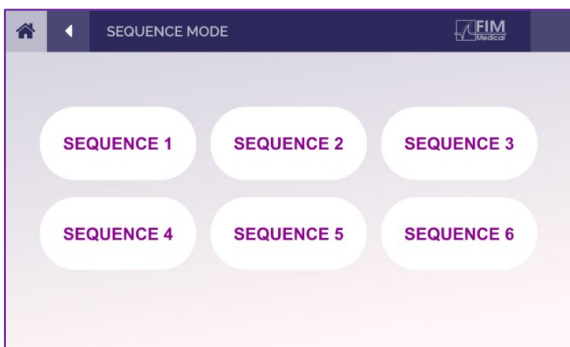 SEQUENCE MODE
FIM
Medical
SEQUENCE 1
SEQUENCE 2
SEQUENCE 3
SEQUENCE 4
SEQUENCE 5
SEQUENCE 6